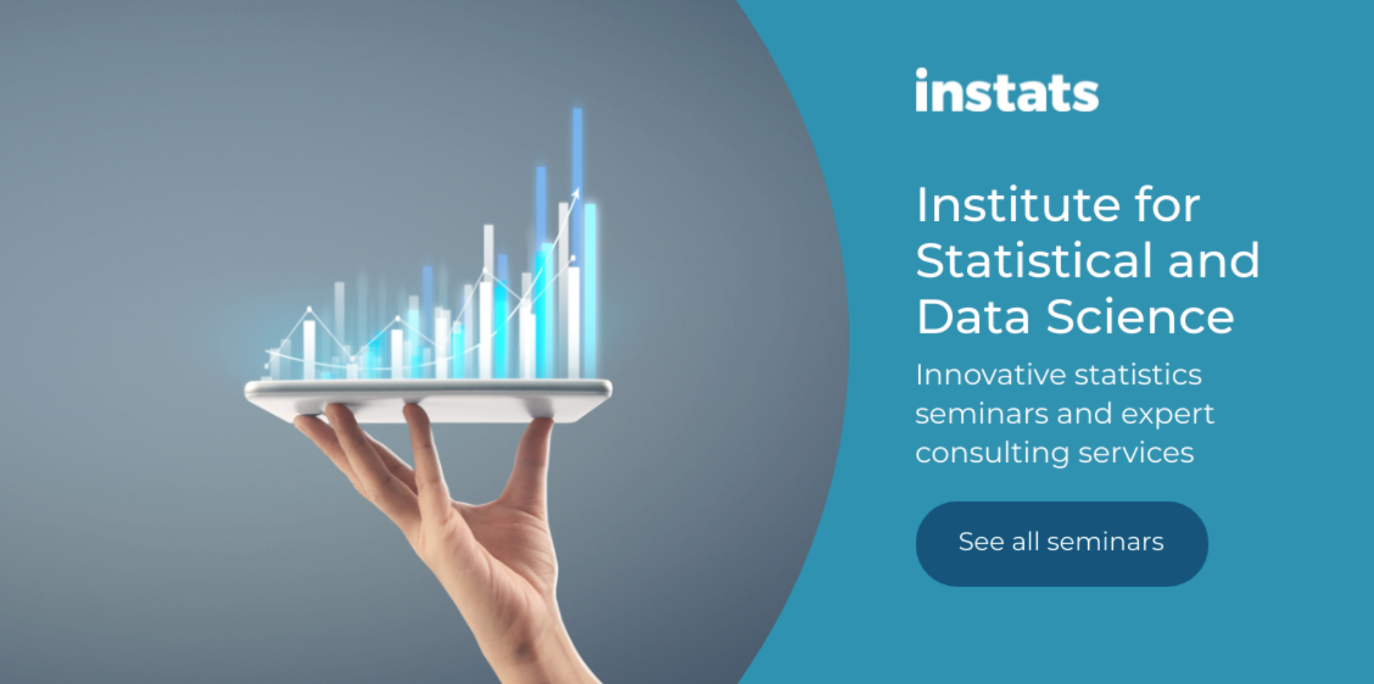 instats
Institute for
Statistical and
Data Science
Innovative statistics
seminars and expert
consulting services
See all seminars